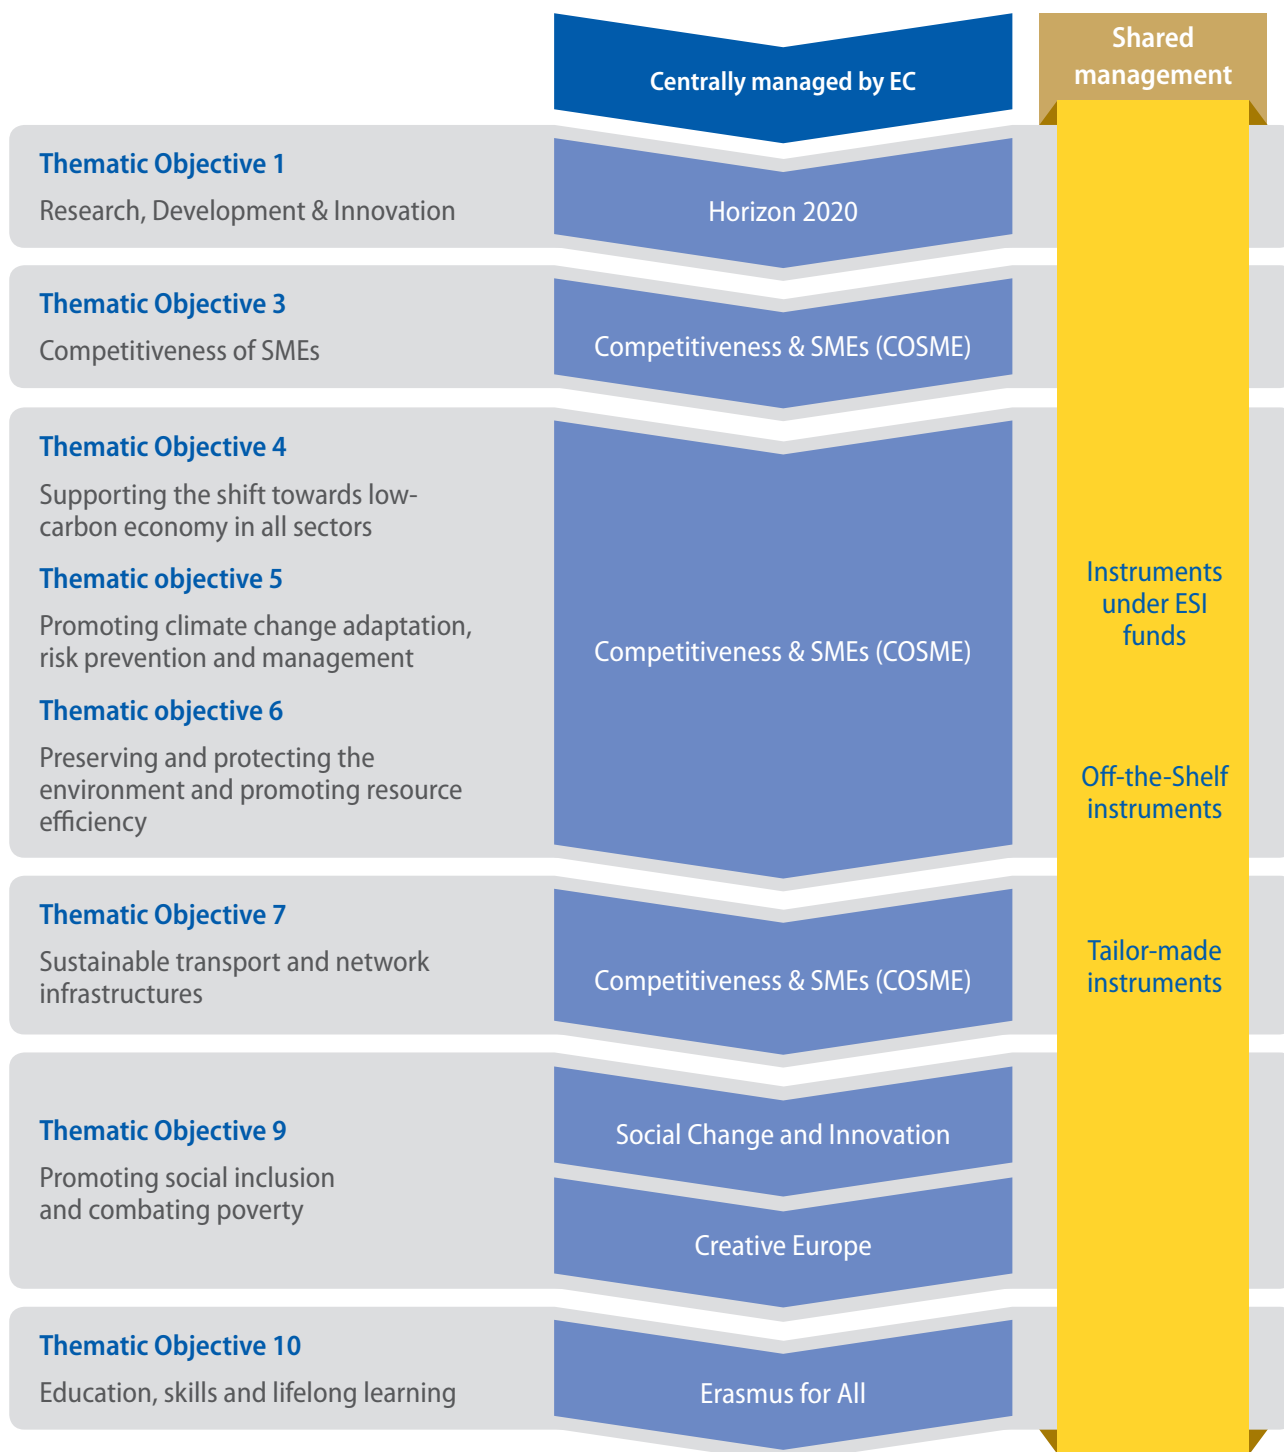 Centrally managed by EC
Shared
management
Thematic Objective 1
Research, Development & Innovation
Horizon 2020
Thematic Objective 3
Competitiveness of SMEs
Competitiveness & SMEs (COSME)
Thematic Objective 4
Supporting the shift towards low-
carbon economy in all sectors
Thematic objective 5
Promoting climate change adaptation,
risk prevention and management
Thematic objective 6
Preserving and protecting the
environment and promoting resource
efficiency
Competitiveness & SMEs (COSME)
Instruments
under ESI
funds
Off-the-Shelf
instruments
Tailor-made
instruments
Thematic Objective 7
Sustainable transport and network
infrastructures
Competitiveness & SMEs (COSME)
Thematic Objective 9
Promoting social inclusion
and combating poverty
Social Change and Innovation
Creative Europe
Thematic Objective 10
Education, skills and lifelong learning
Erasmus for All